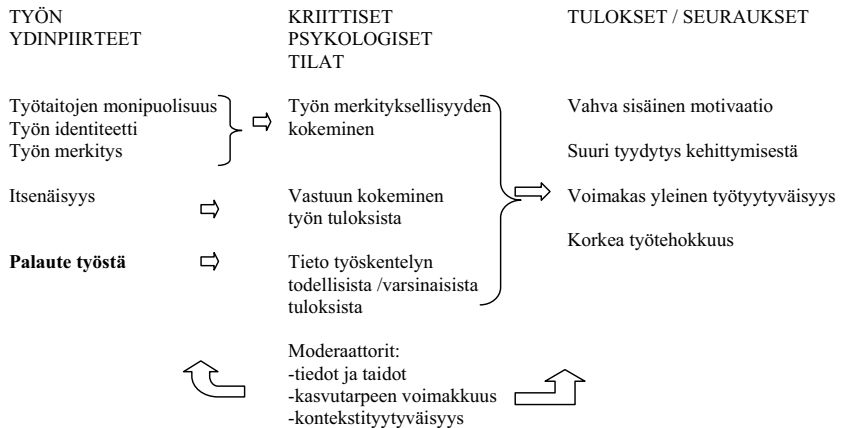 TYÖN
YDINPIIRTEET
KRIITTISET
PSYKOLOGISET
TILAT
TULOKSET / SEURAUKSET
Työtaitojen monipuolisuus
Työn identiteetti
Työn merkitys
Työn merkityksellisyyden
kokeminen
Vahva sisäinen motivaatio
Suuri tyydytys kehittymisestä
Itsenäisyys
Vastuun kokeminen
työn tuloksista
Voimakas yleinen työtyytyväisyys
Korkea työtehokkuus
Palaute työstä
Tieto työskentelyn
todellisista /varsinaisista
tuloksista
Moderaattorit:
-tiedot ja taidot
-kasvutarpeen voimakkuus
-kontekstityytyväisyys